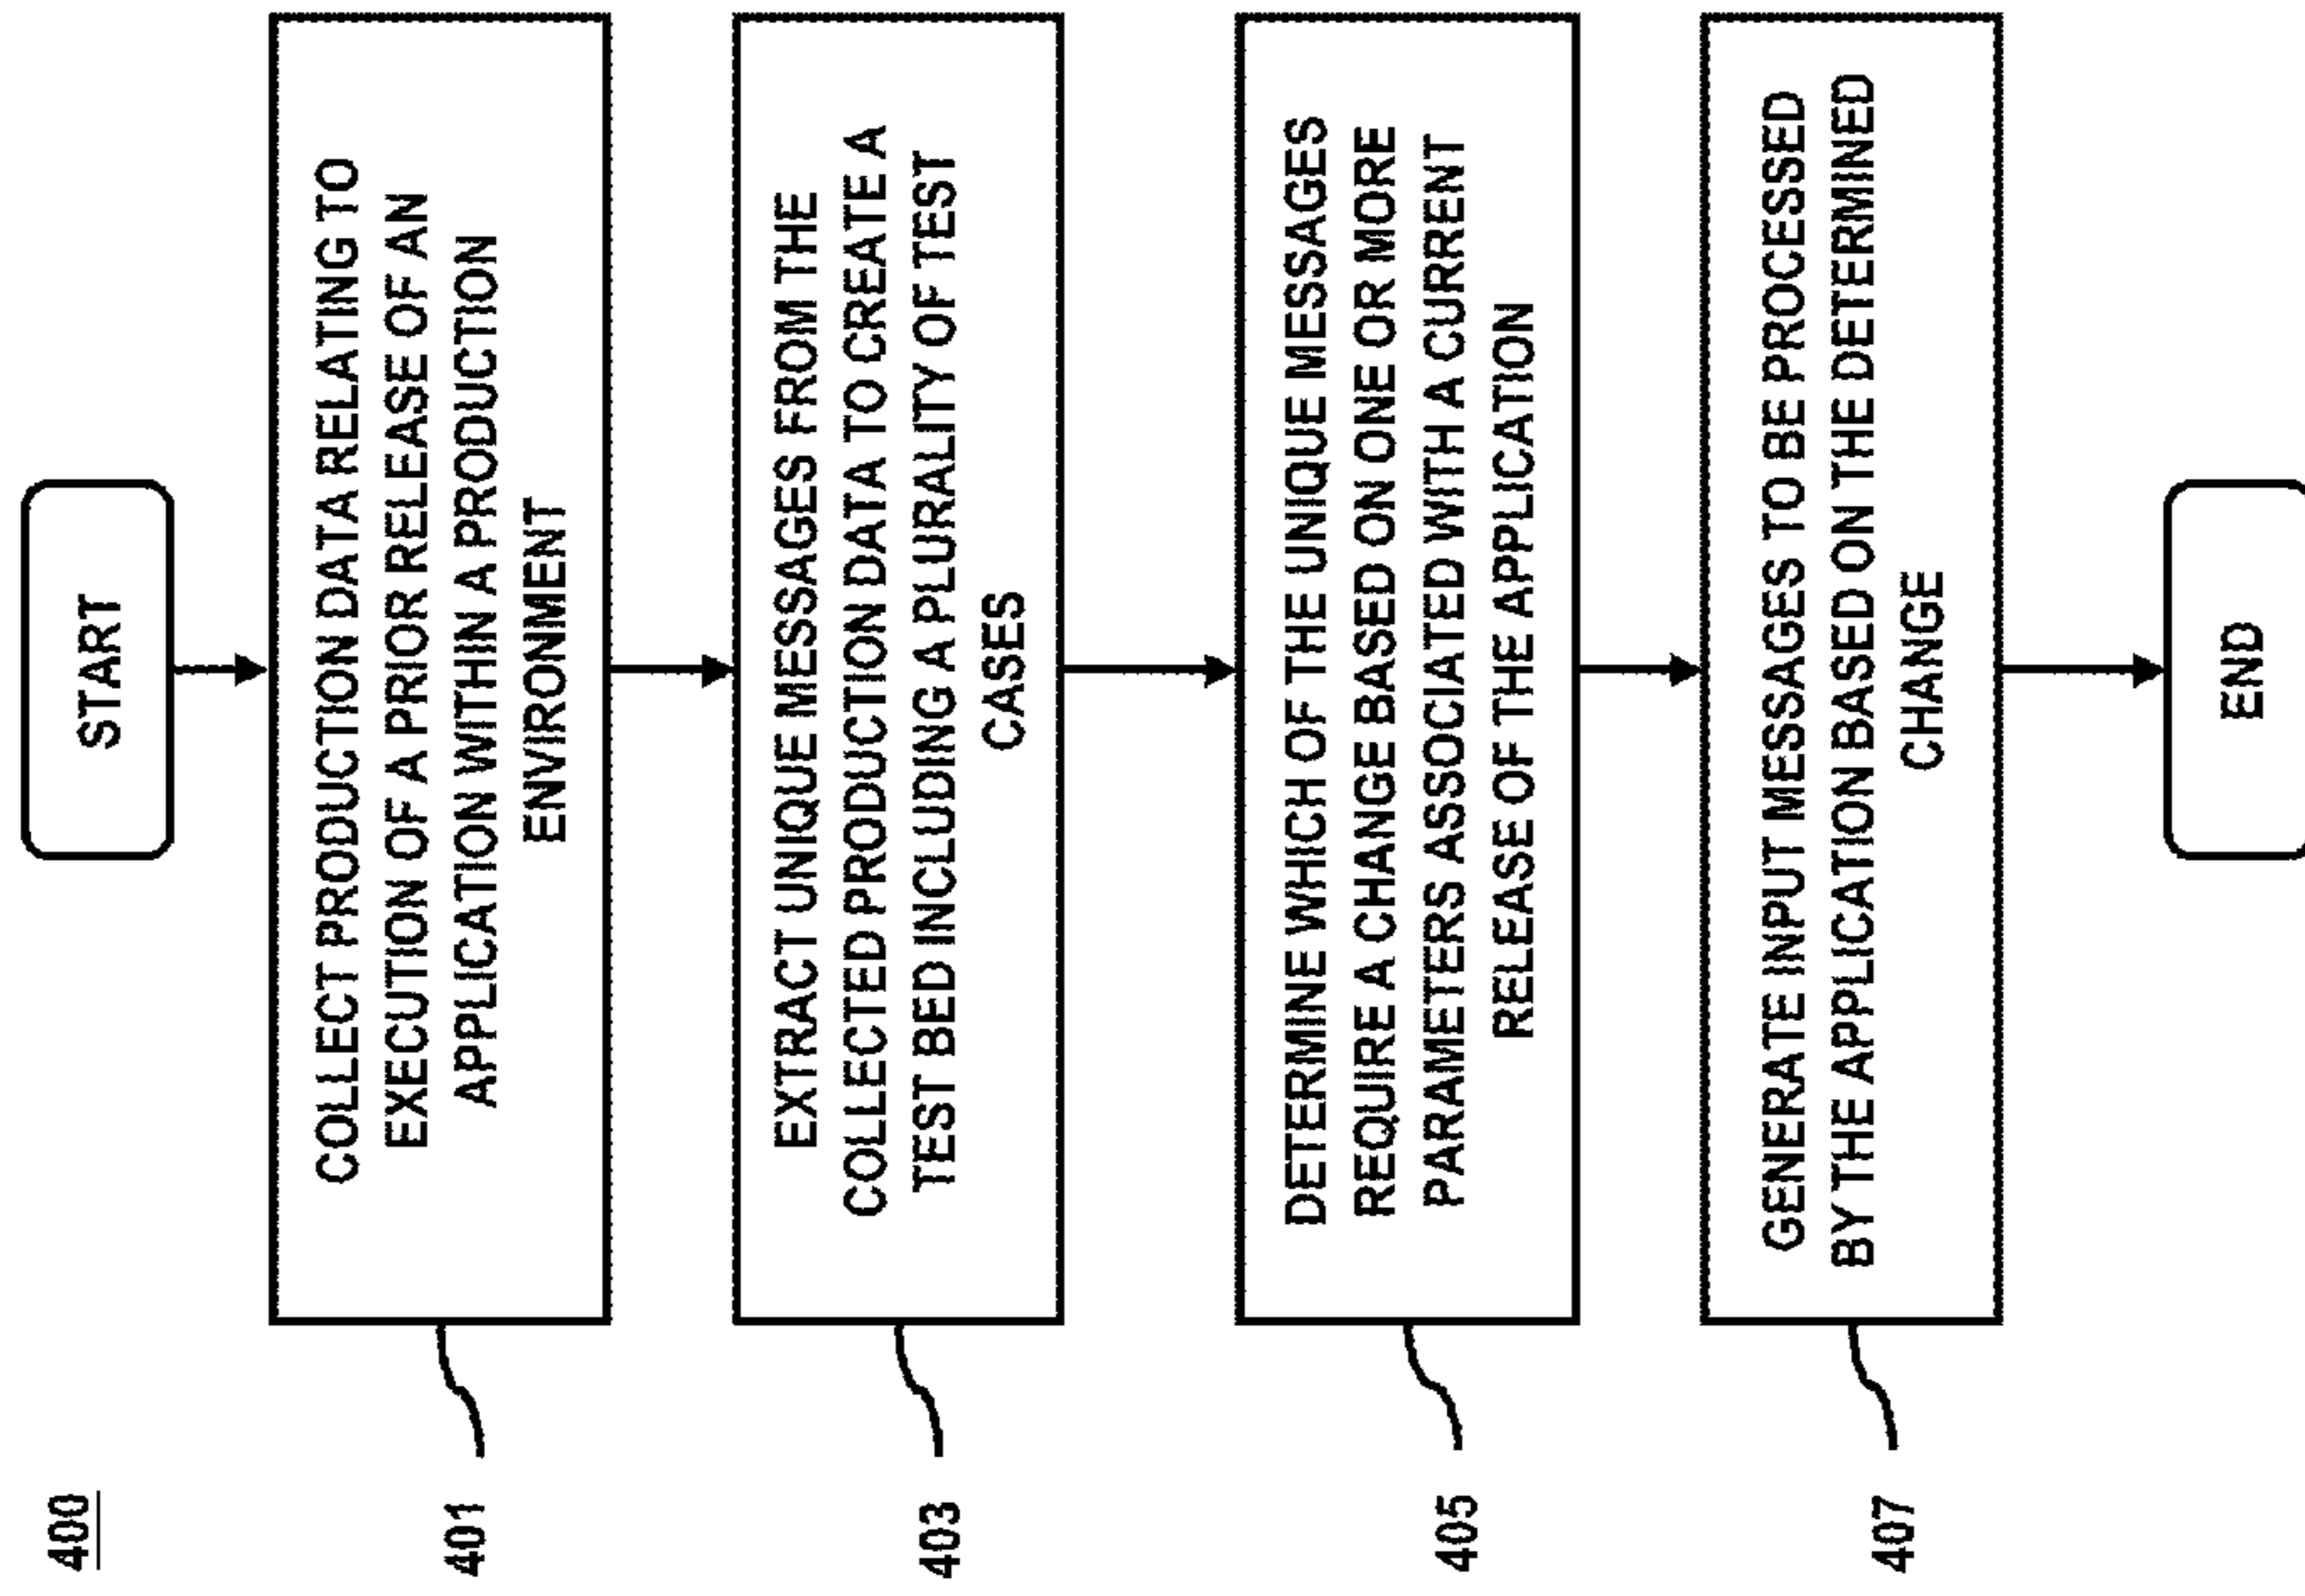 400
START
401
COLLECT PRODUCTION DATA RELATING TO
EXECUTION OF A PRIOR RELEASE OF AN
APPLICATION WITHIN A PRODUCTION
ENVIRONMENT
403
EXTRACT UNIQUE MESSAGES FROM THE
COLLECTED PRODUCTION DATA TO CREATE A
TEST BED INCLUDING A PLURALITY OF TEST
CASES
405
DETERMINE WHICH OF THE UNIQUE MESSAGES
REQUIRE A CHANGE BASED ON ONE OR MORE
PARAMETERS ASSOCIATED WITH A CURRENT
RELEASE OF THE APPLICATION
407
GENERATE INPUT MESSAGES TO BE PROCESSED
BY THE APPLICATION BASED ON THE DETERMINED
CHANGE
END